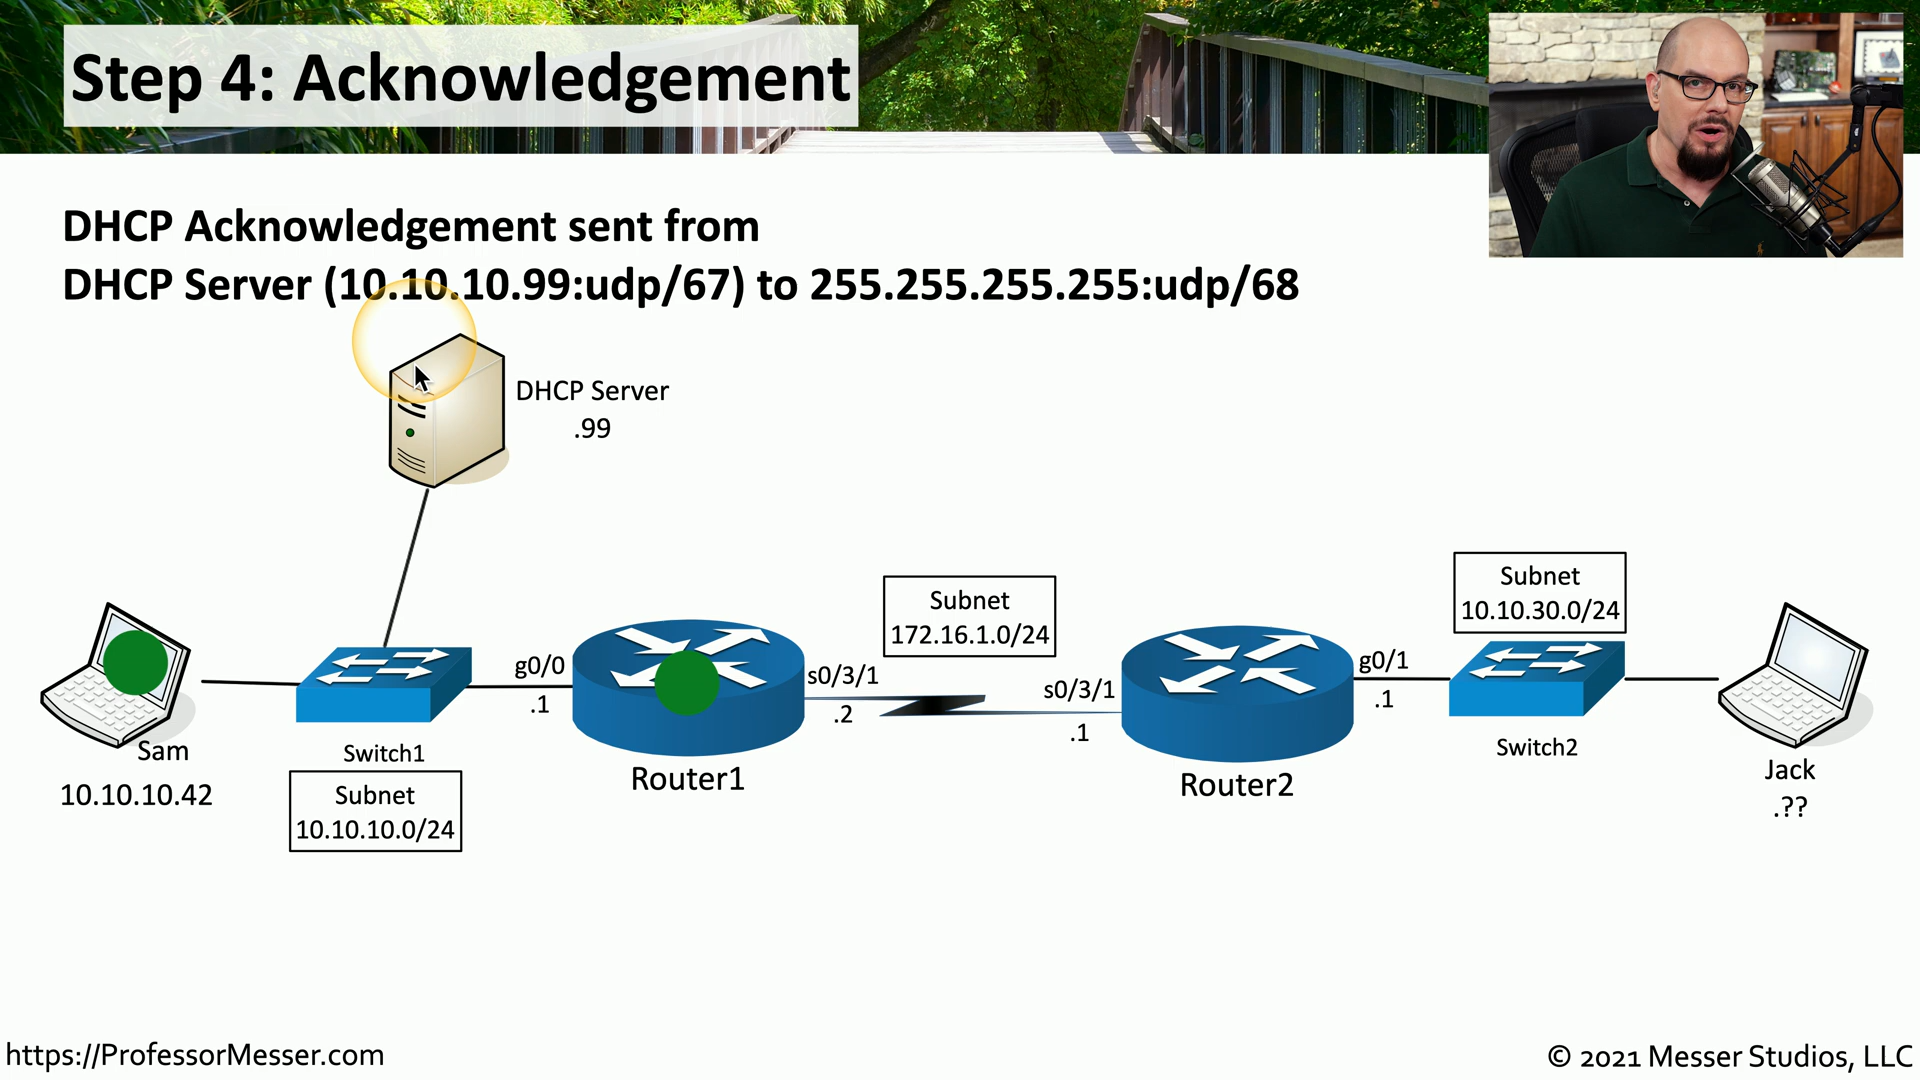 Step 4: Acknowledgement
DHCP Acknowledgement sent from
DHCP Server (10.10.10.99:udp/67) to 255.255.255.255:udp/68
DHCP Server
.99
Subnet
10.10.30.0/24
Subnet
172.16.1.0/24
g0/0
.1
s0/3/1
.2
s0/3/1
.1
g0/1
.1
Sam
10.10.10.42
Switch1
Subnet
10.10.10.0/24
Router1
Router2
Switch2
Jack
.??
https://ProfessorMesser.com
© 2021 Messer Studios, LLC